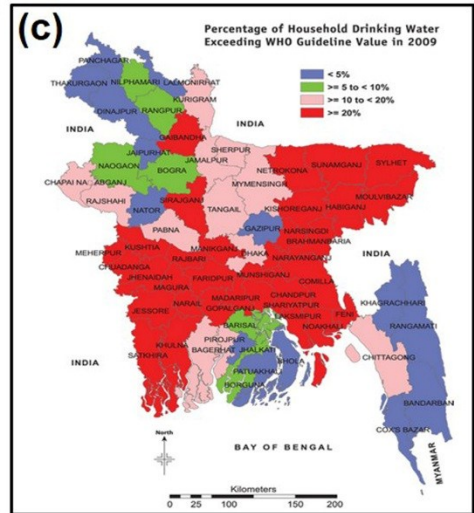 (c)
Percentage of Household Drinking Water
Exceeding WHO Guideline Value in 2009
< 5%
>= 5 to < 10%
>= 10 to < 20%
>= 20%
PANCHAGAR
THAKURGAON
NILPHAMARI
LALMONIRHAT
KURIGRAM
DINAJPUR
RANGPUR
INDIA
INDIA
GAIBANDHA
JAIPURHAT
SHERPUR
JAMALPUR
NAOGAON
BOGRA
MYMENSINGH
NETROKONA
SUNAMGANJ
SYLHET
CHAPAI NA
ABGANJ
RAJSHAHI
NATOR
SIRAJGANJ
TANGAIL
KISHOREGANJ
HABIGANJ
MOULVIBAZAR
PABNA
GAZIPUR
NARSINGDI
BRAHMANBARIA
INDIA
KUSHTIA
MANIKGANJ
DHAKA
MEHERPUR
RAJBARI
NARAYANGANJ
CHUADANGA
JHENAIDAH
FARIDPUR
MUNSHIGANJ
COMILLA
MAGURA
MADARIPUR
CHANDPUR
KHAGRACHHARI
JESSORE
NARAIL
GOPALGANJ
SHARIYATPUR
LAKSMIPUR
FENI
RANGAMATI
NOAKHALI
BARISAL
KHULNA
PIROJPUR
BAGERHAT
JHALKATI
BHOLA
CHITTAGONG
INDIA
SATKHIRA
PATUAKHALI
BORGUNA
BANDARBAN
COX'S BAZAR
MYANMAR
North
BAY OF BENGAL
Kilometers
0 25 50 100 150 200